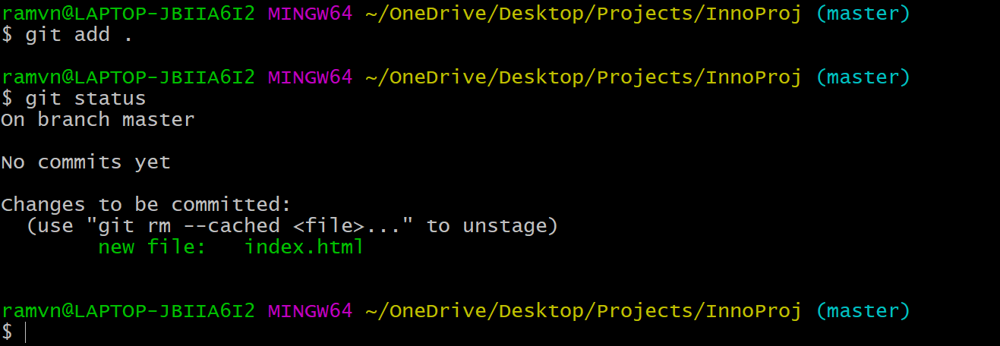 ramvn@LAPTOP-JBIIA6I2 MINGW64 ~/OneDrive/Desktop/Projects/InnoProj (master)
$ git add .
ramvn@LAPTOP-JBIIA6I2 MINGW64 ~/OneDrive/Desktop/Projects/InnoProj (master)
$ git status
On branch master
No commits yet
Changes to be committed:
  (use "git rm --cached <file>..." to unstage)
        new file:   index.html
ramvn@LAPTOP-JBIIA6I2 MINGW64 ~/OneDrive/Desktop/Projects/InnoProj (master)
$